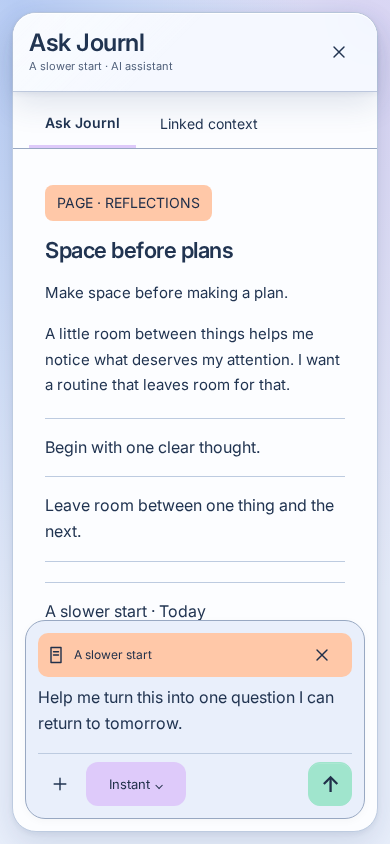 Ask Journl
A slower start · AI assistant
Ask Journl
Linked context
PAGE · REFLECTIONS
Space before plans
Make space before making a plan.
A little room between things helps me
notice what deserves my attention. I want
a routine that leaves room for that.
Begin with one clear thought.
Leave room between one thing and the
next.
A slower start · Today
A slower start
Help me turn this into one question I can
return to tomorrow.
Instant